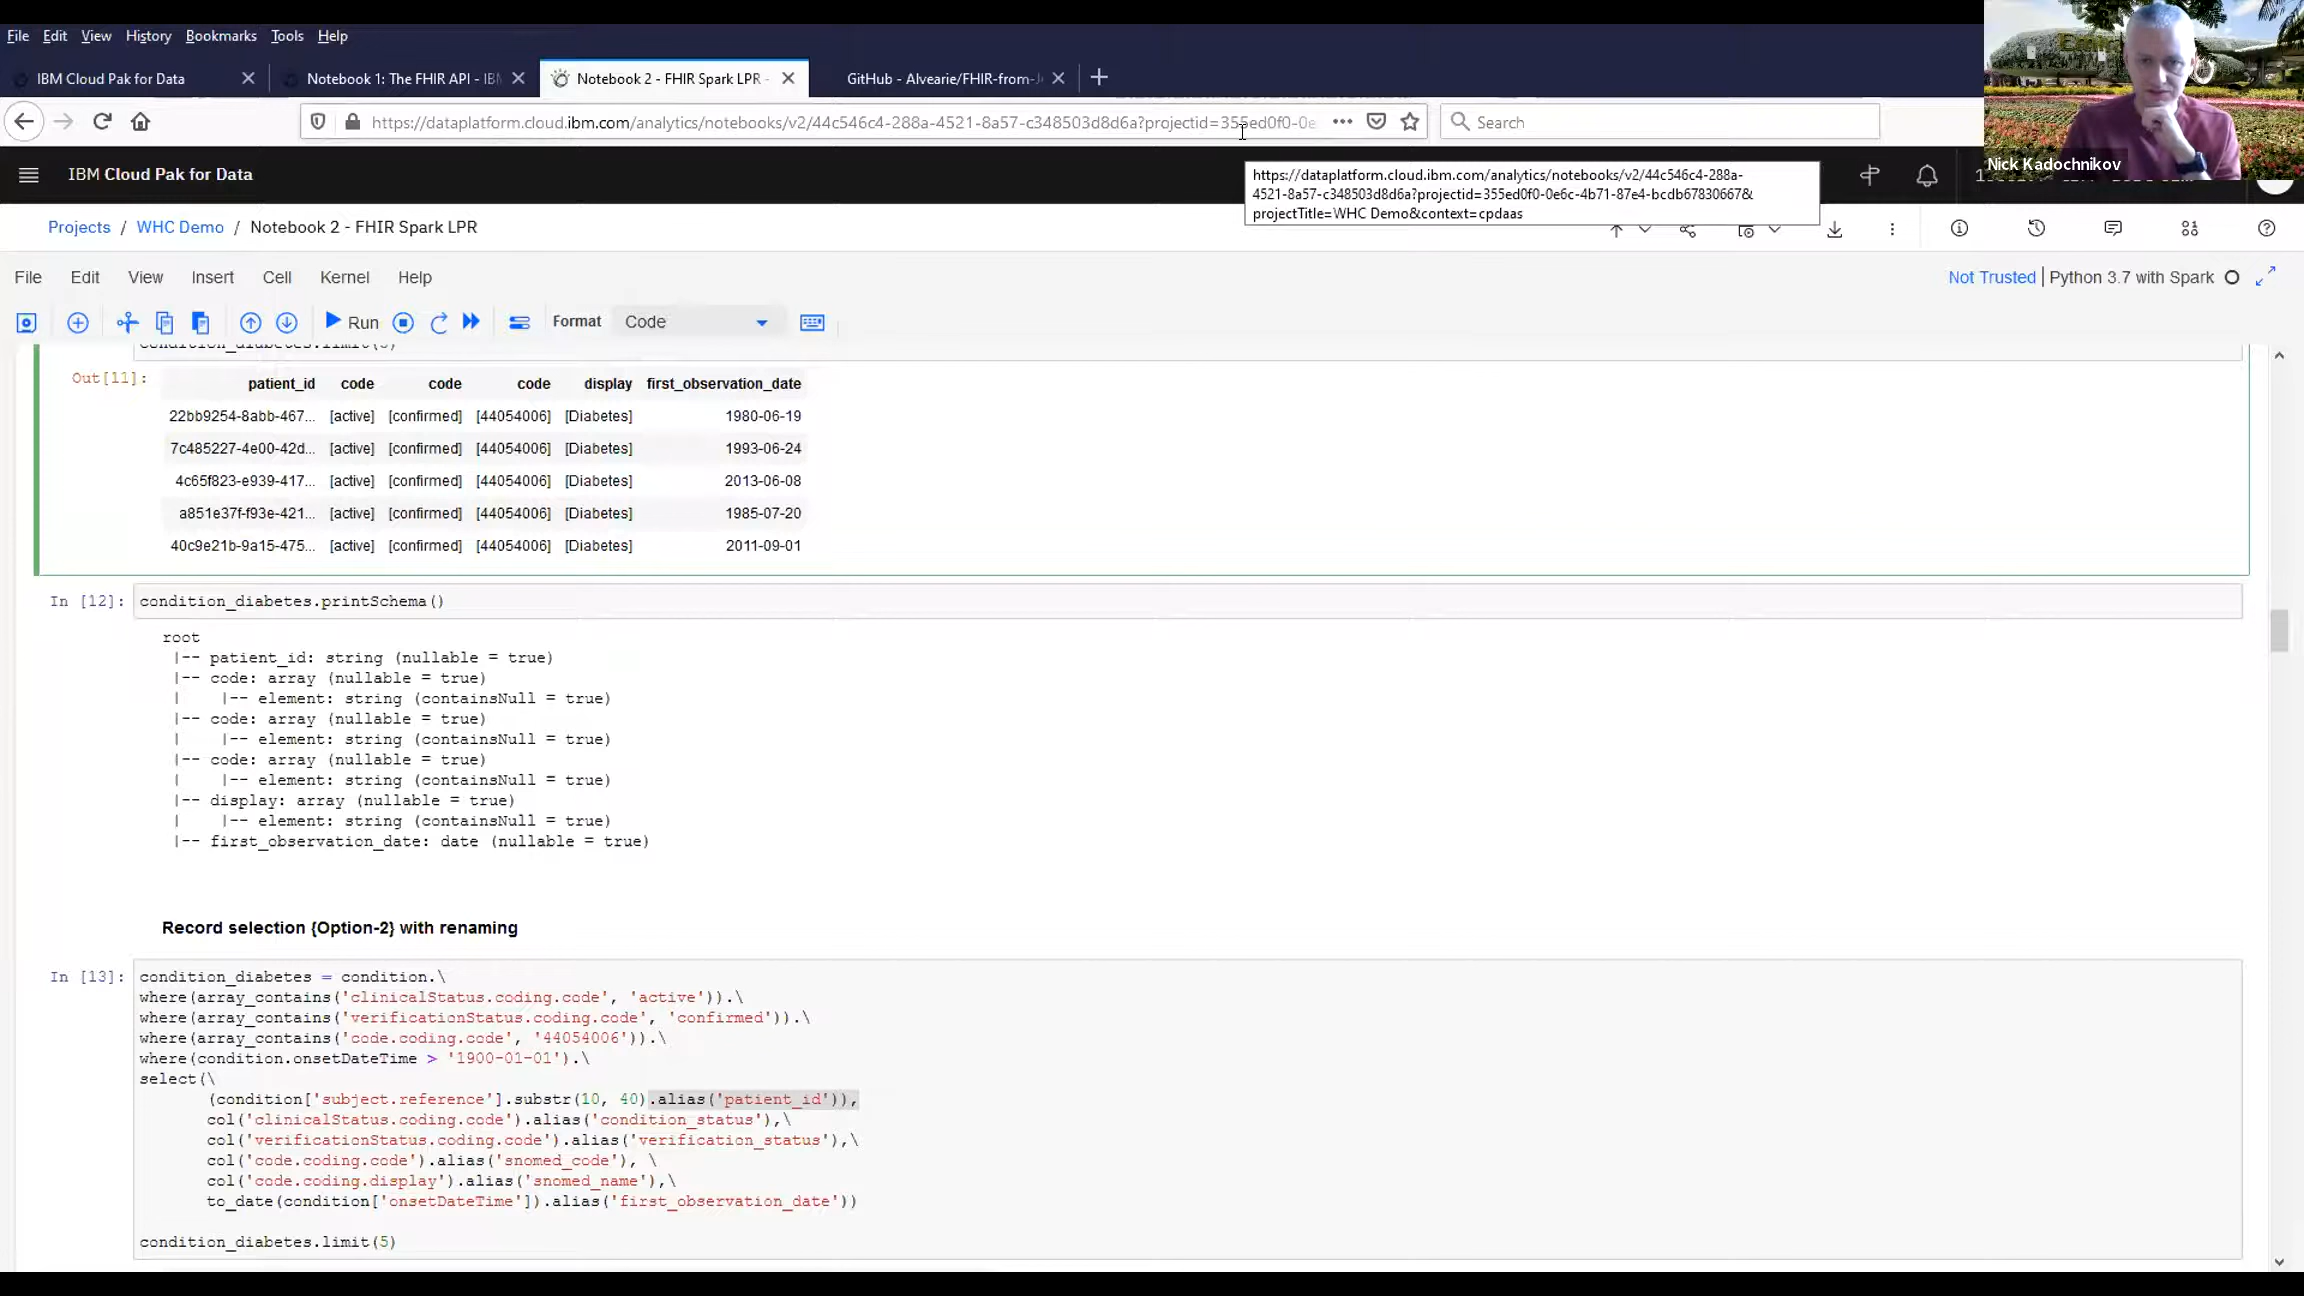 File Edit View History Bookmarks Tools Help
IBM Cloud Pak for Data
Notebook 1: The FHIR API - IB
Notebook 2 - FHIR Spark LPR -
GitHub - Alvearie/FHIR-from-
https://dataplatform.cloud.ibm.com/analytics/notebooks/v2/44c546c4-288a-4521-8a57-c348503d8d6a?projectid=355ed0f0-0e
Search
Nick Kadochnikov
IBM Cloud Pak for Data
https://dataplatform.cloud.ibm.com/analytics/notebooks/v2/44c546c4-288a-
4521-8a57-c348503d8d6a?projectid=355ed0f0-0e6c-4b71-87e4-bcdb67830667&
projectTitle=WHC Demo&context=cpdaas
Projects / WHC Demo / Notebook 2 - FHIR Spark LPR
File Edit View Insert Cell Kernel Help
Not Trusted | Python 3.7 with Spark
Run Format Code
condition_diabetes.limit(5)
Out[11]:
patient_id code code code display first_observation_date
22bb9254-8abb-467... [active] [confirmed] [44054006] [Diabetes] 1980-06-19
7c485227-4e00-42d... [active] [confirmed] [44054006] [Diabetes] 1993-06-24
4c65f823-e939-417... [active] [confirmed] [44054006] [Diabetes] 2013-06-08
a851e37f-f93e-421... [active] [confirmed] [44054006] [Diabetes] 1985-07-20
40c9e21b-9a15-475... [active] [confirmed] [44054006] [Diabetes] 2011-09-01
In [12]: condition_diabetes.printSchema()
root
|-- patient_id: string (nullable = true)
|-- code: array (nullable = true)
| |-- element: string (containsNull = true)
|-- code: array (nullable = true)
| |-- element: string (containsNull = true)
|-- code: array (nullable = true)
| |-- element: string (containsNull = true)
|-- display: array (nullable = true)
| |-- element: string (containsNull = true)
|-- first_observation_date: date (nullable = true)
Record selection {Option-2} with renaming
In [13]: condition_diabetes = condition.\
where(array_contains('clinicalStatus.coding.code', 'active')).\
where(array_contains('verificationStatus.coding.code', 'confirmed')).\
where(array_contains('code.coding.code', '44054006')).\
where(condition.onsetDateTime > '1900-01-01').\
select(\
(condition['subject.reference'].substr(10, 40).alias('patient_id')),
col('clinicalStatus.coding.code').alias('condition_status'),\
col('verificationStatus.coding.code').alias('verification_status'),\
col('code.coding.code').alias('snomed_code'), \
col('code.coding.display').alias('snomed_name'),\
to_date(condition['onsetDateTime']).alias('first_observation_date'))
condition_diabetes.limit(5)